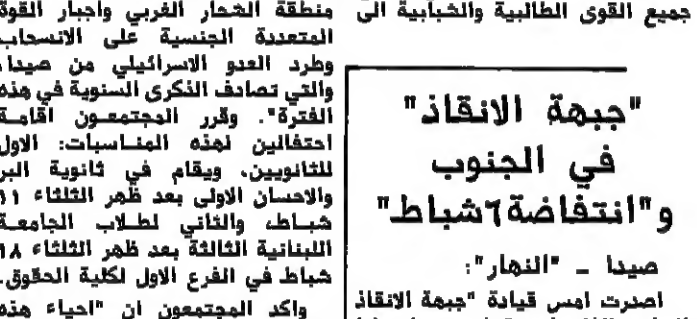 جميع القوى الطالبية والشبابية الى
"جبهة الانقاذ"
في الجنوب
و"انتفاضة ٦ شباط"
صيدا ـ "النهار":
اصدرت امس قيادة "جبهة الانقاذ
منطقة الشحار الغربي واجبار القوة
المتعددة الجنسية على الانسحاب
وطرد العدو الاسرائيلي من صيدا،
والتي تصادف الذكرى السنوية في هذه
الفترة". وقرر المجتمعون اقامة
احتفالين لهذه المناسبات: الاول
للثانويين، ويقام في ثانوية البر
والاحسان الاولى بعد ظهر الثلثاء ١١
شباط، والثاني لطلاب الجامعة
اللبنانية الثالثة بعد ظهر الثلثاء ١٨
شباط في الفرع الاول لكلية الحقوق.
واكد المجتمعون ان "احياء هذه